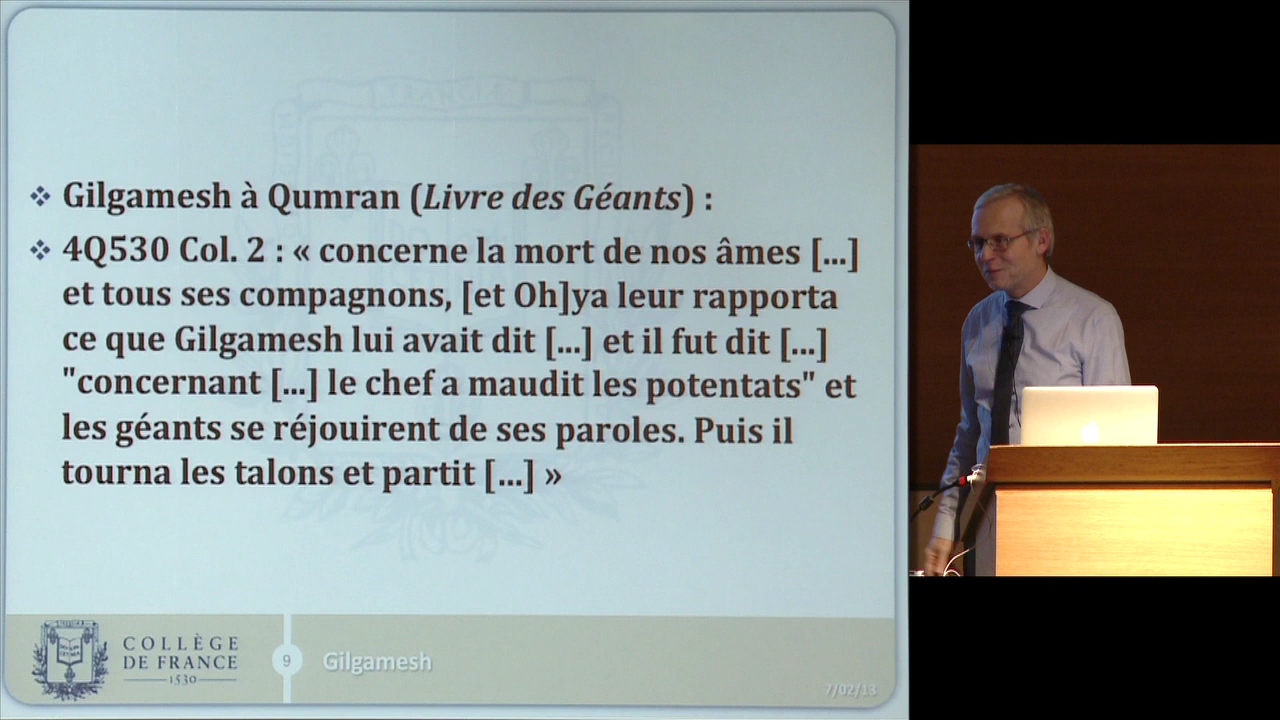 ❖ Gilgamesh à Qumran (Livre des Géants) :
❖ 4Q530 Col. 2 : « concerne la mort de nos âmes [...]
et tous ses compagnons, [et Oh]ya leur rapporta
ce que Gilgamesh lui avait dit [...] et il fut dit [...]
"concernant [...] le chef a maudit les potentats" et
les géants se réjouirent de ses paroles. Puis il
tourna les talons et partit [...] »
COLLÈGE
DE FRANCE
1530
9
Gilgamesh
7/02/13